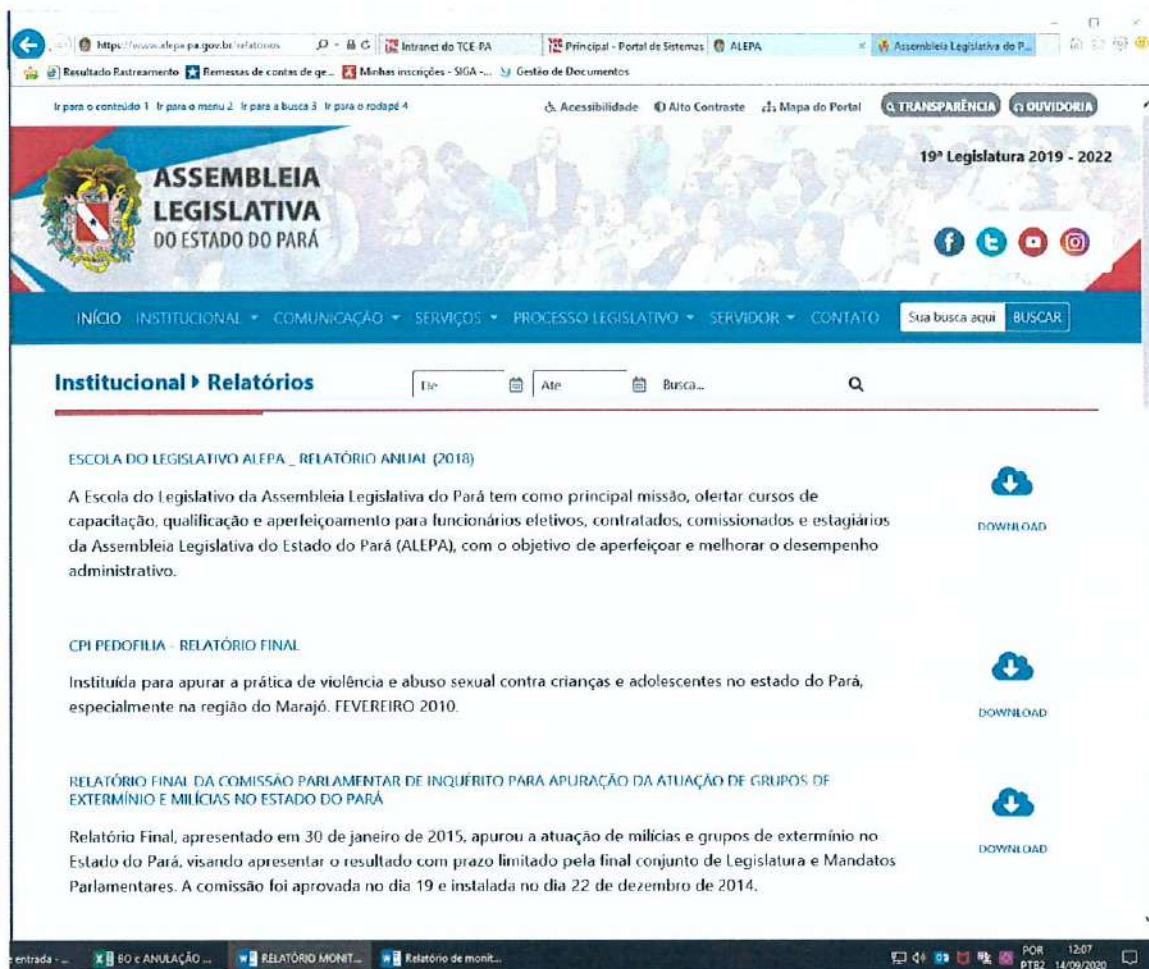 https://www.alepa.pa.gov.br/relatorios
Intranet do TCE-PA
Principal - Portal de Sistemas
ALEPA
Assembleia Legislativa do P...
Resultado Rastreamento
Remessas de contas de ge...
Minhas inscrições - SIGA -...
Gestão de Documentos
Ir para o conteúdo 1 Ir para o menu 2 Ir para a busca 3 Ir para o rodapé 4
Acessibilidade
Alto Contraste
Mapa do Portal
TRANSPARÊNCIA
OUVIDORIA
19ª Legislatura 2019 - 2022
ASSEMBLEIA
LEGISLATIVA
DO ESTADO DO PARÁ
INÍCIO INSTITUCIONAL COMUNICAÇÃO SERVIÇOS PROCESSO LEGISLATIVO SERVIDOR CONTATO
Sua busca aqui BUSCAR
Institucional Relatórios
De
Ate
Busca...
ESCOLA DO LEGISLATIVO ALEPA _ RELATÓRIO ANUAL (2018)
A Escola do Legislativo da Assembleia Legislativa do Pará tem como principal missão, ofertar cursos de
capacitação, qualificação e aperfeiçoamento para funcionários efetivos, contratados, comissionados e estagiários
da Assembleia Legislativa do Estado do Pará (ALEPA), com o objetivo de aperfeiçoar e melhorar o desempenho
administrativo.
DOWNLOAD
CPI PEDOFILIA - RELATÓRIO FINAL
Instituída para apurar a prática de violência e abuso sexual contra crianças e adolescentes no estado do Pará,
especialmente na região do Marajó. FEVEREIRO 2010.
DOWNLOAD
RELATÓRIO FINAL DA COMISSÃO PARLAMENTAR DE INQUÉRITO PARA APURAÇÃO DA ATUAÇÃO DE GRUPOS DE
EXTERMÍNIO E MILÍCIAS NO ESTADO DO PARÁ
Relatório Final, apresentado em 30 de janeiro de 2015, apurou a atuação de milícias e grupos de extermínio no
Estado do Pará, visando apresentar o resultado com prazo limitado pela final conjunto de Legislatura e Mandatos
Parlamentares. A comissão foi aprovada no dia 19 e instalada no dia 22 de dezembro de 2014.
DOWNLOAD
entrada - ...
BO e ANULAÇÃO ...
RELATÓRIO MONIT...
Relatório de monit...
POR
PTB2
12:07
14/09/2020